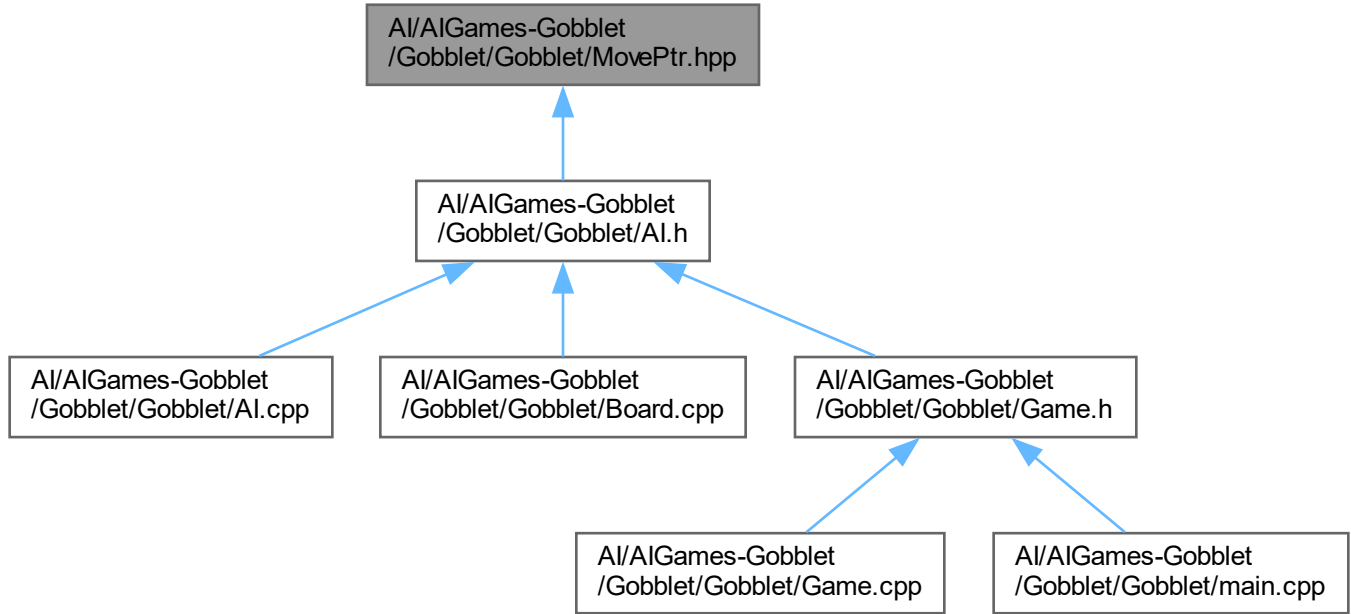 AI/AIGames-Gobblet
/Gobblet/Gobblet/MovePtr.hpp
AI/AIGames-Gobblet
/Gobblet/Gobblet/AI.h
AI/AIGames-Gobblet
/Gobblet/Gobblet/AI.cpp
AI/AIGames-Gobblet
/Gobblet/Gobblet/Board.cpp
AI/AIGames-Gobblet
/Gobblet/Gobblet/Game.h
AI/AIGames-Gobblet
/Gobblet/Gobblet/Game.cpp
AI/AIGames-Gobblet
/Gobblet/Gobblet/main.cpp